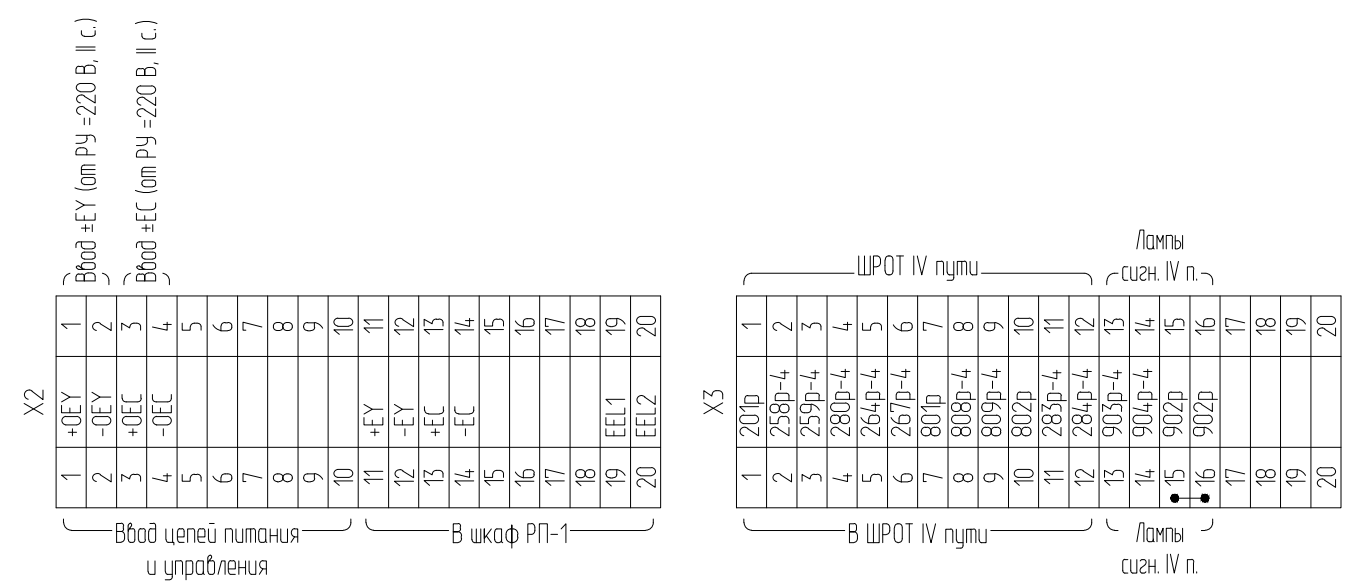 Ввод ±EY (от РУ =220 В, II с.)
Ввод ±EC (от РУ =220 В, II с.)
X2
1 2 3 4 5 6 7 8 9 10 11 12 13 14 15 16 17 18 19 20
+0EY -0EY +0EC -0EC +EY -EY +EC -EC EEL1 EEL2
1 2 3 4 5 6 7 8 9 10 11 12 13 14 15 16 17 18 19 20
Ввод цепей питания
и управления
В шкаф РП-1
ШРОТ IV пути
Лампы
сигн. IV п.
X3
1 2 3 4 5 6 7 8 9 10 11 12 13 14 15 16 17 18 19 20
201р 258р-4 259р-4 280р-4 264р-4 267р-4 801р 808р-4 809р-4 802р 283р-4 284р-4 903р-4 904р-4 902р 902р
1 2 3 4 5 6 7 8 9 10 11 12 13 14 15 16 17 18 19 20
В ШРОТ IV пути
Лампы
сигн. IV п.